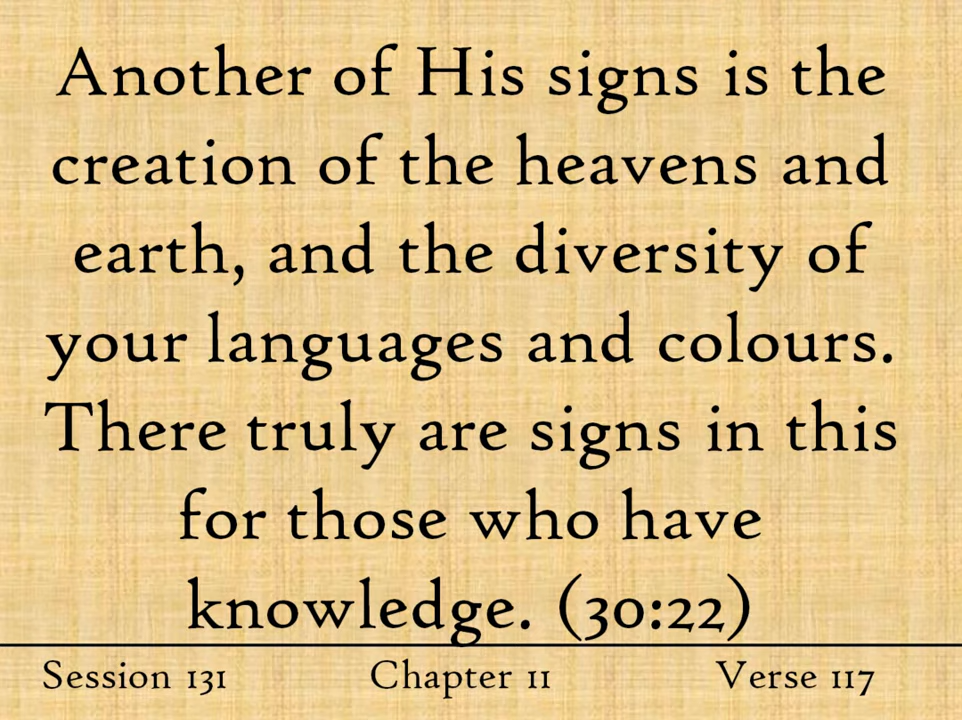 Another of His signs is the
creation of the heavens and
earth, and the diversity of
your languages and colours.
There truly are signs in this
for those who have
knowledge. (30:22)
Session 131 Chapter 11 Verse 117